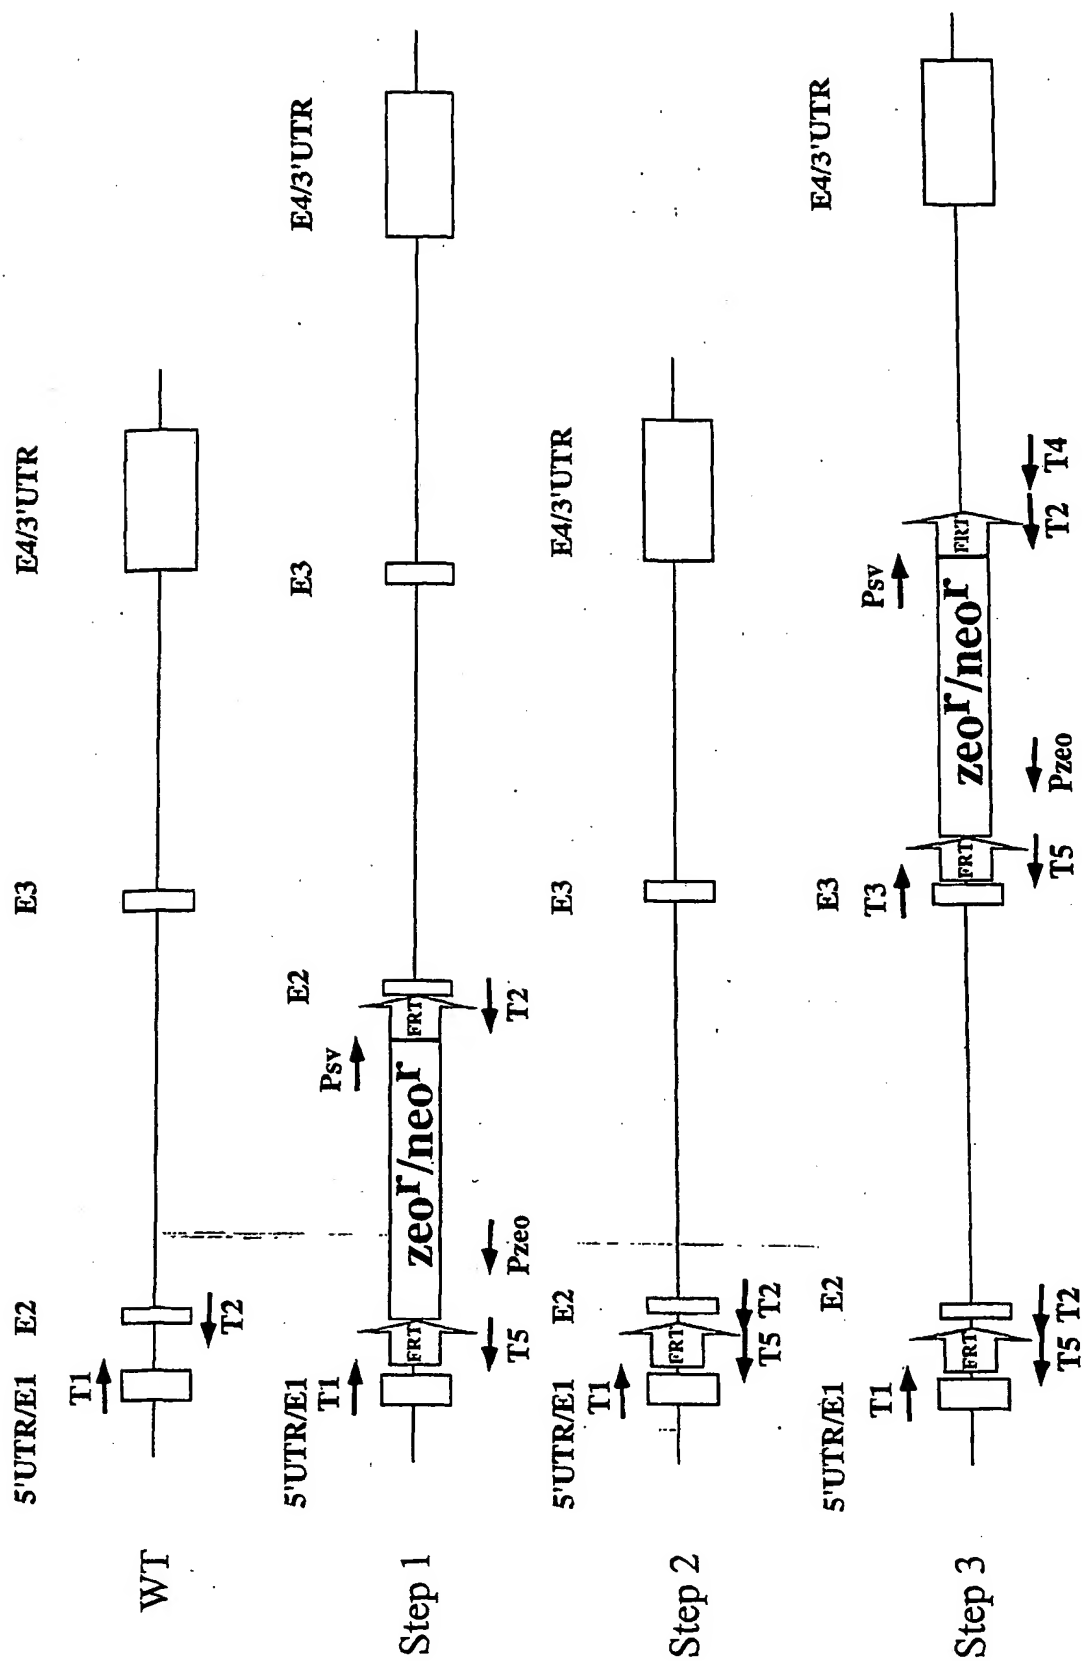 WT
5'UTR/E1 E2 E3 E4/3'UTR
T1
T2
Step 1
5'UTR/E1 E2 E3 E4/3'UTR
T1 Psv
FRT zeoʳ/neoʳ FRT
T5 Pzeo T2
Step 2
5'UTR/E1 E2 E3 E4/3'UTR
T1
FRT
T5 T2
Step 3
5'UTR/E1 E2 E3 E4/3'UTR
T1 T3 Psv
FRT FRT zeoʳ/neoʳ FRT
T5 T2 T5 Pzeo T2 T4